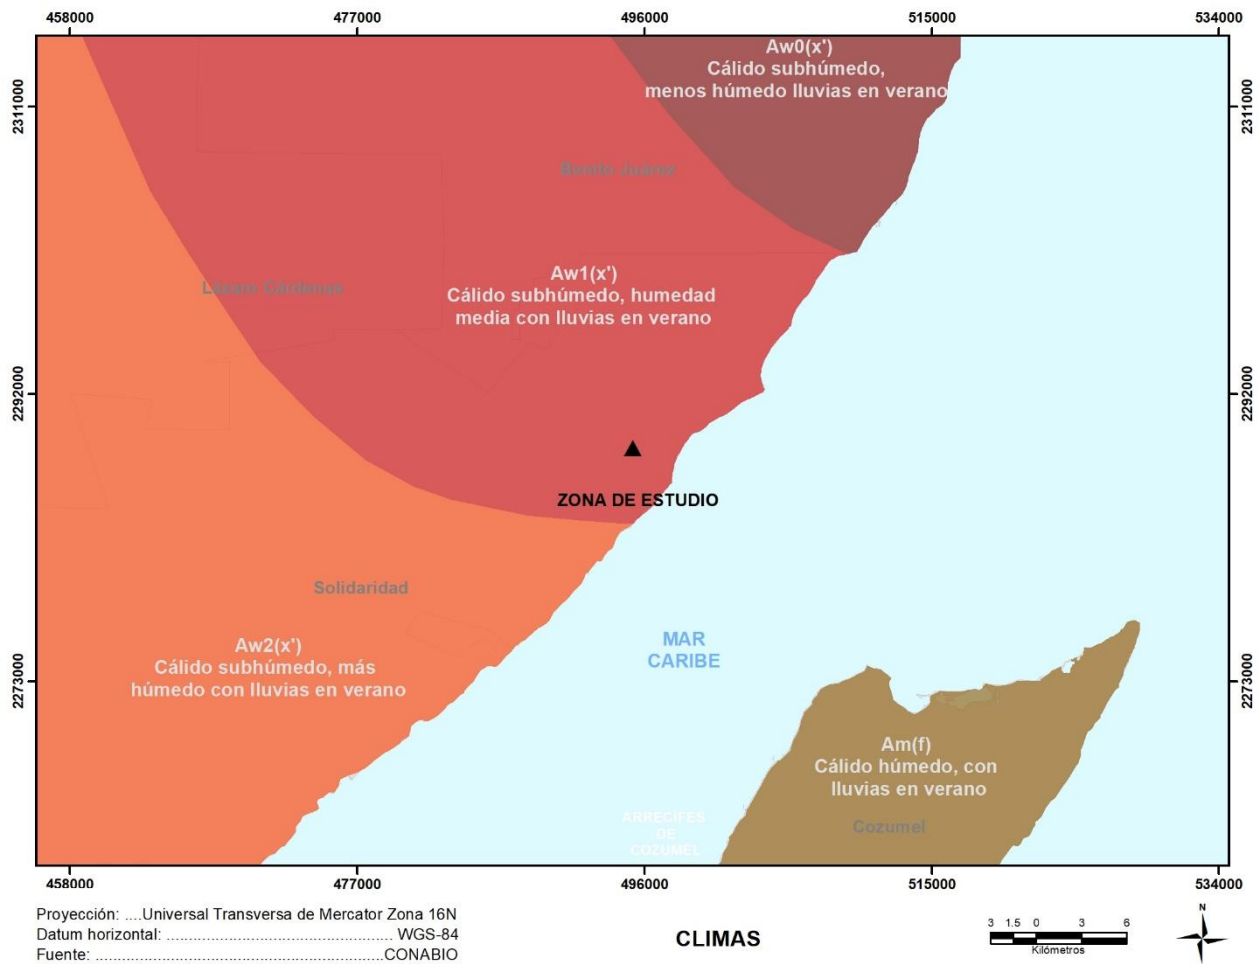 458000 477000 496000 515000 534000
Aw0(x')
Cálido subhúmedo,
menos húmedo lluvias en verano
2311000 2311000
Benito Juárez
Aw1(x')
Cálido subhúmedo, humedad
media con lluvias en verano
Lázaro Cárdenas
2292000 2292000
ZONA DE ESTUDIO
Solidaridad
Aw2(x')
Cálido subhúmedo, más
húmedo con lluvias en verano
MAR
CARIBE
2273000 2273000
Am(f)
Cálido húmedo, con
lluvias en verano
Cozumel
ARRECIFES
DE
COZUMEL
458000 477000 496000 515000 534000
Proyección: ....Universal Transversa de Mercator Zona 16N
Datum horizontal: .......................................... WGS-84
Fuente: .....................................................CONABIO
CLIMAS
3 1.5 0 3 6
Kilómetros
N